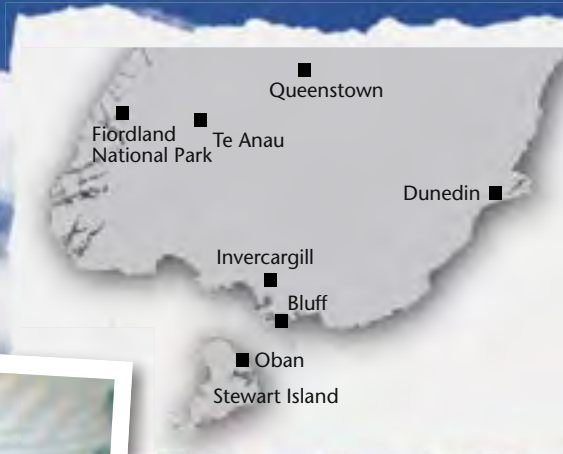 Queenstown
Fiordland
National Park
Te Anau
Dunedin
Invercargill
Bluff
Oban
Stewart Island